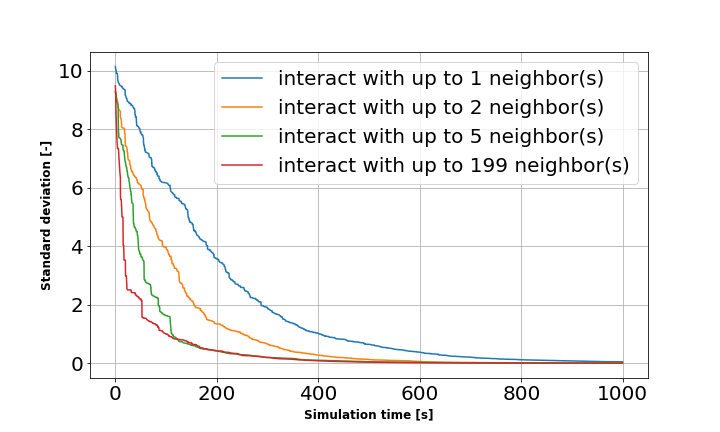 interact with up to 1 neighbor(s)
interact with up to 2 neighbor(s)
interact with up to 5 neighbor(s)
interact with up to 199 neighbor(s)
Standard deviation [-]
10
8
6
4
2
0
0 200 400 600 800 1000
Simulation time [s]